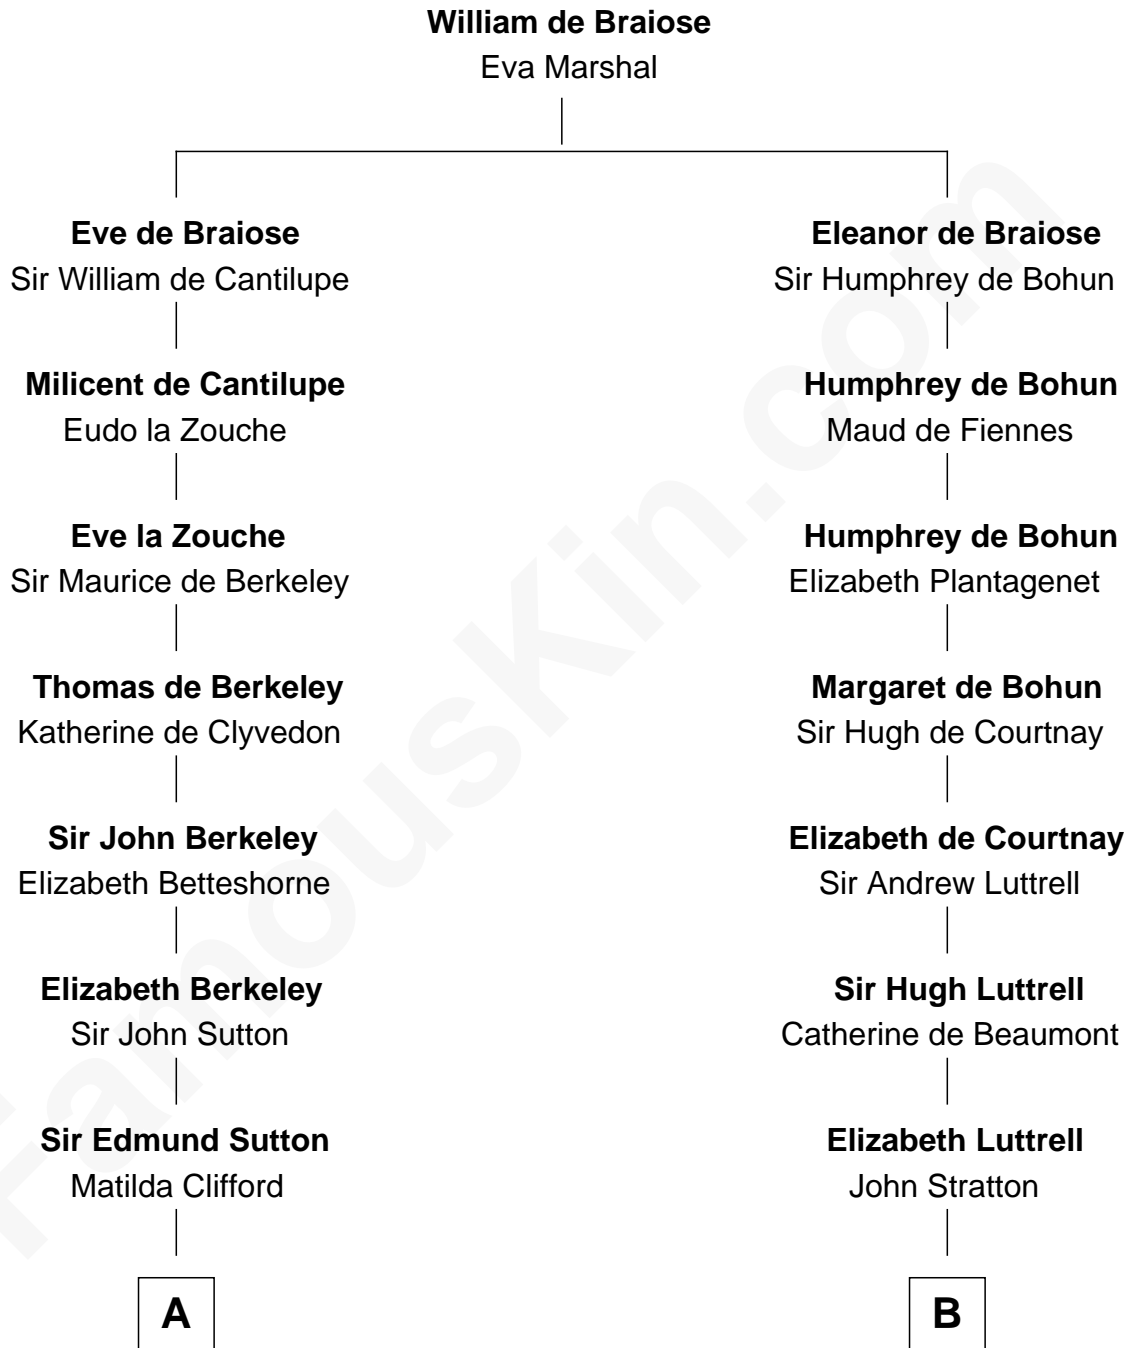 William de Braiose
Eva Marshal
Eve de Braiose
Sir William de Cantilupe
Eleanor de Braiose
Sir Humphrey de Bohun
Milicent de Cantilupe
Eudo la Zouche
Humphrey de Bohun
Maud de Fiennes
Eve la Zouche
Sir Maurice de Berkeley
Humphrey de Bohun
Elizabeth Plantagenet
Thomas de Berkeley
Katherine de Clyvedon
Margaret de Bohun
Sir Hugh de Courtnay
Sir John Berkeley
Elizabeth Betteshorne
Elizabeth de Courtnay
Sir Andrew Luttrell
Elizabeth Berkeley
Sir John Sutton
Sir Hugh Luttrell
Catherine de Beaumont
Sir Edmund Sutton
Matilda Clifford
Elizabeth Luttrell
John Stratton
A
B
FamousKin.com